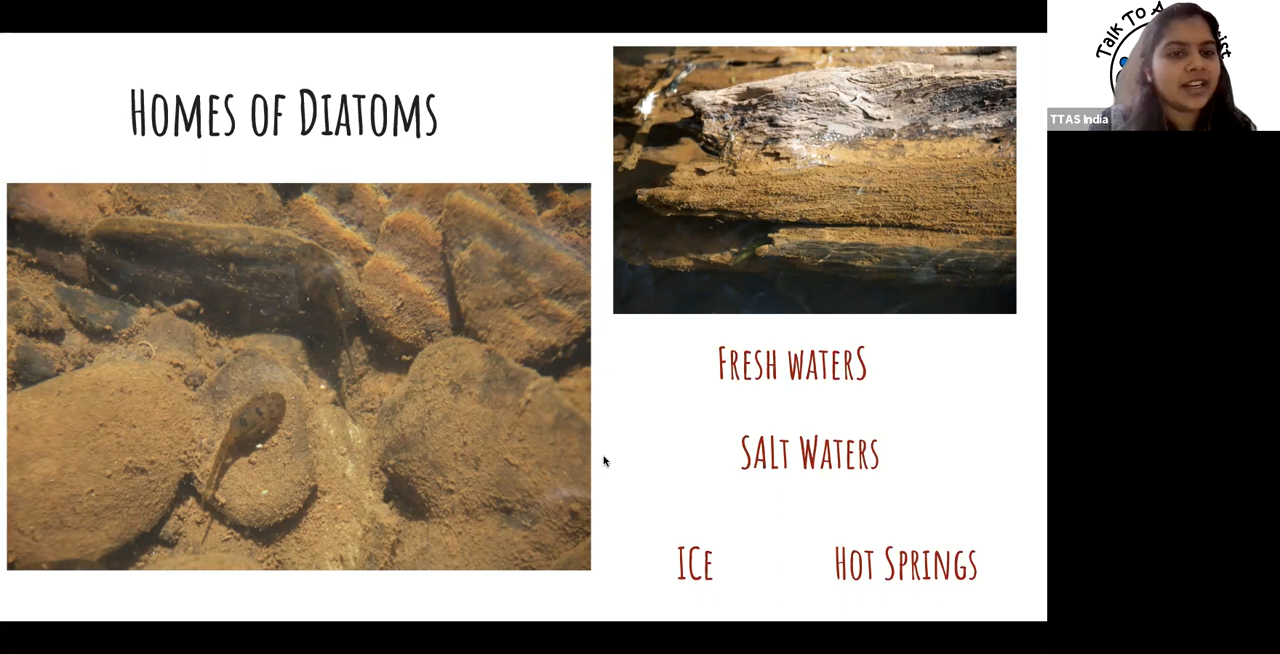 Homes of Diatoms
Fresh waters
Salt Waters
Ice
Hot Springs
Talk To A
TTAS India